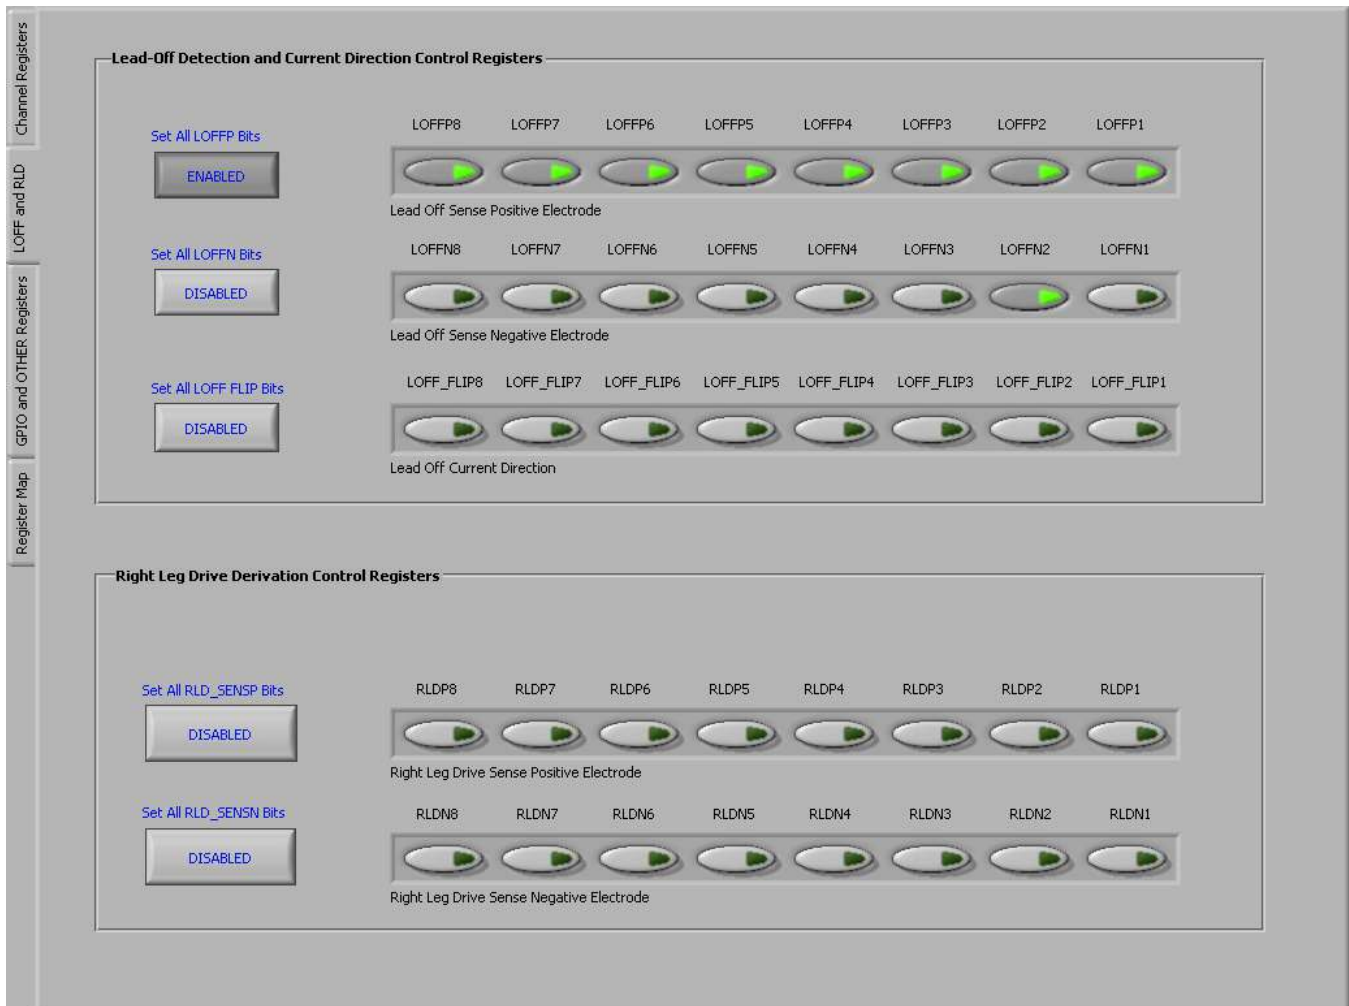 Channel Registers
LOFF and RLD
GPIO and OTHER Registers
Register Map
Lead-Off Detection and Current Direction Control Registers
Set All LOFFP Bits
ENABLED
LOFFP8 LOFFP7 LOFFP6 LOFFP5 LOFFP4 LOFFP3 LOFFP2 LOFFP1
Lead Off Sense Positive Electrode
Set All LOFFN Bits
DISABLED
LOFFN8 LOFFN7 LOFFN6 LOFFN5 LOFFN4 LOFFN3 LOFFN2 LOFFN1
Lead Off Sense Negative Electrode
Set All LOFF FLIP Bits
DISABLED
LOFF_FLIP8 LOFF_FLIP7 LOFF_FLIP6 LOFF_FLIP5 LOFF_FLIP4 LOFF_FLIP3 LOFF_FLIP2 LOFF_FLIP1
Lead Off Current Direction
Right Leg Drive Derivation Control Registers
Set All RLD_SENSP Bits
DISABLED
RLDP8 RLDP7 RLDP6 RLDP5 RLDP4 RLDP3 RLDP2 RLDP1
Right Leg Drive Sense Positive Electrode
Set All RLD_SENSN Bits
DISABLED
RLDN8 RLDN7 RLDN6 RLDN5 RLDN4 RLDN3 RLDN2 RLDN1
Right Leg Drive Sense Negative Electrode